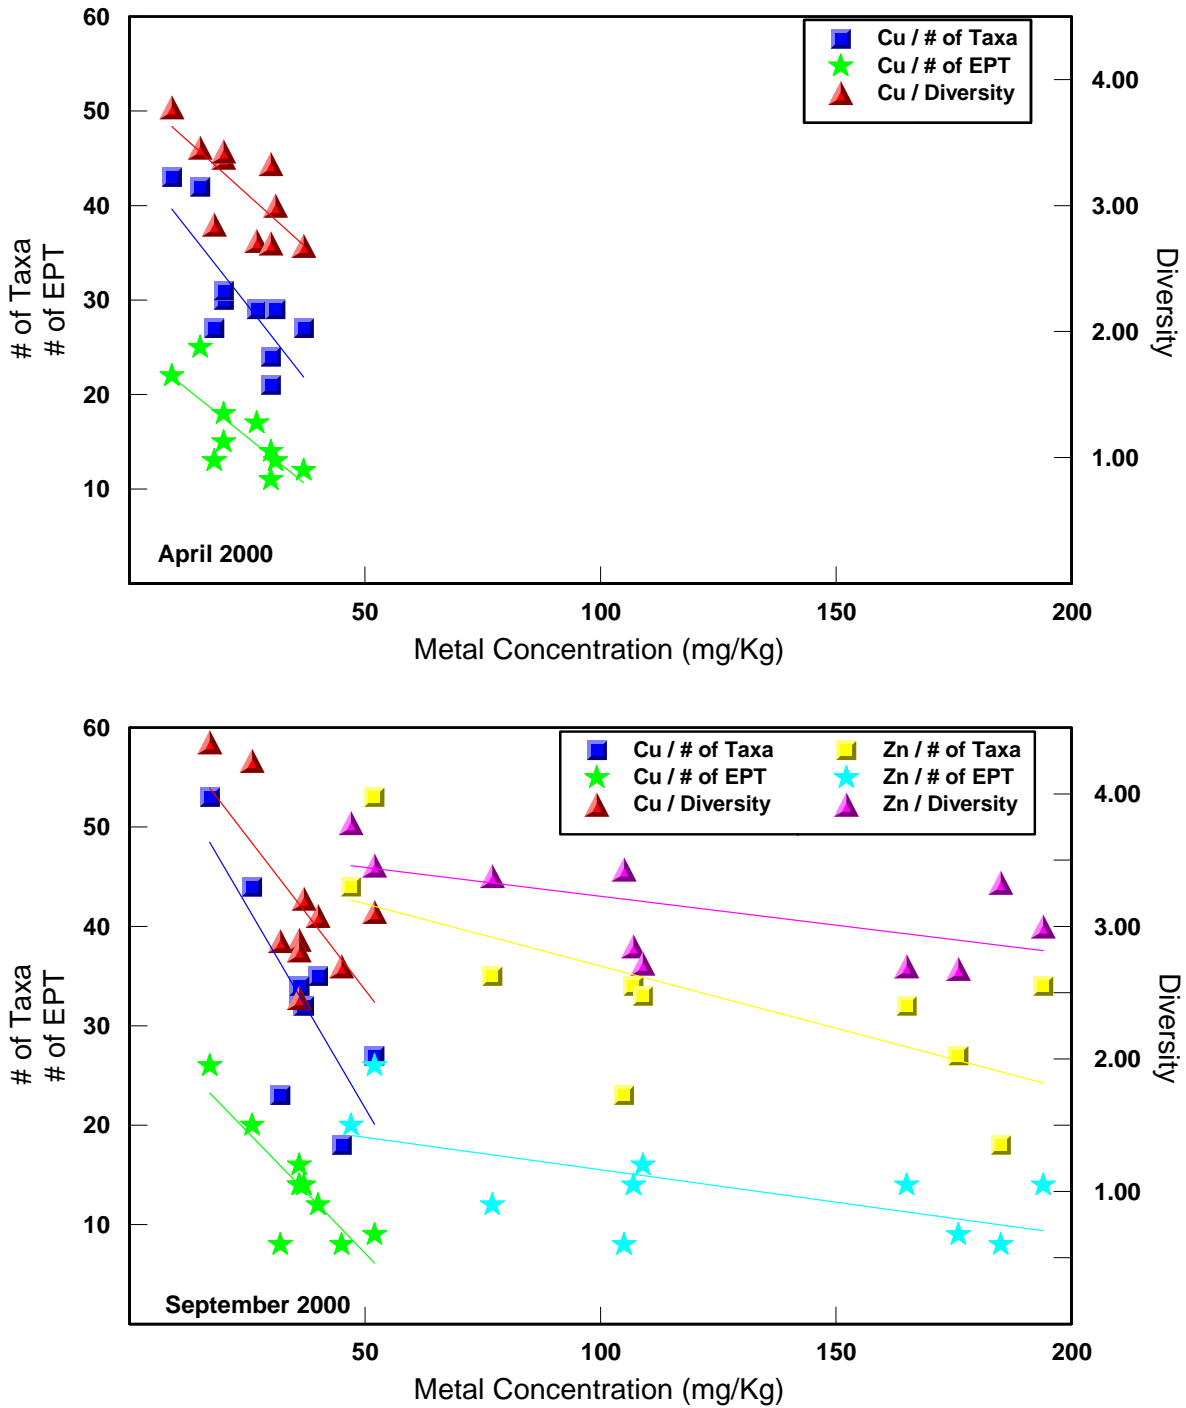 60
50
40
30
20
10
# of Taxa
# of EPT
Cu / # of Taxa
Cu / # of EPT
Cu / Diversity
4.00
3.00
2.00
1.00
Diversity
April 2000
50
100
150
200
Metal Concentration (mg/Kg)
60
50
40
30
20
10
# of Taxa
# of EPT
Cu / # of Taxa
Cu / # of EPT
Cu / Diversity
Zn / # of Taxa
Zn / # of EPT
Zn / Diversity
4.00
3.00
2.00
1.00
Diversity
September 2000
50
100
150
200
Metal Concentration (mg/Kg)